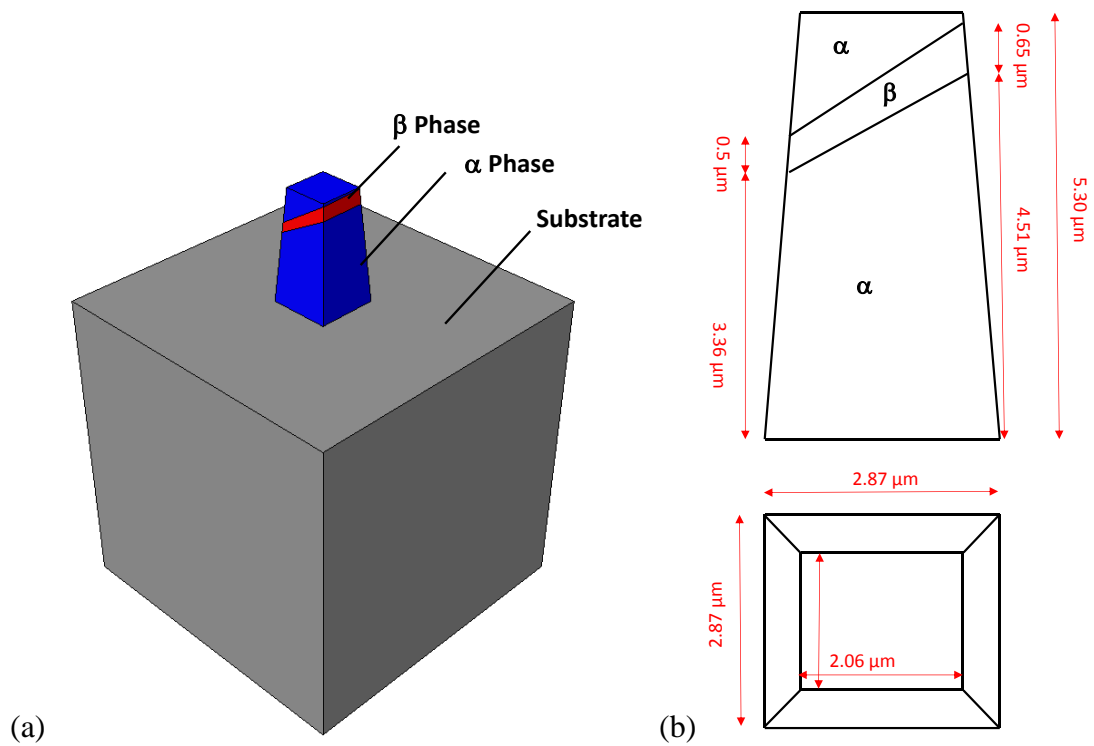 β Phase
α Phase
Substrate
(a)
α
β
α
0.65 µm
0.5 µm
5.30 µm
4.51 µm
3.36 µm
2.87 µm
2.87 µm
2.06 µm
(b)